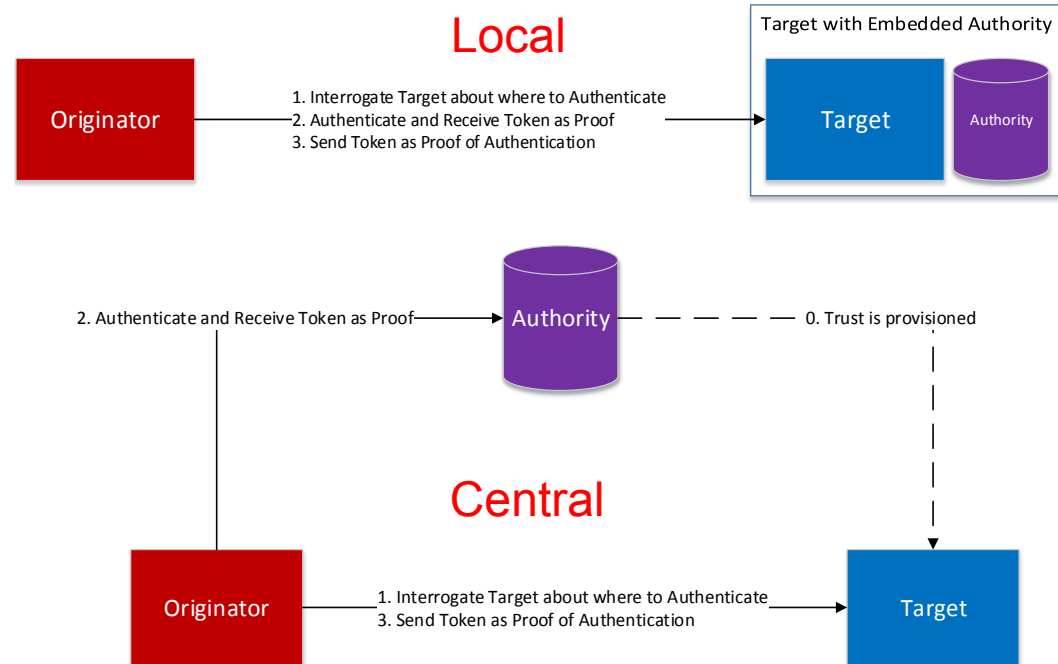 Local
Target with Embedded Authority
Originator
1. Interrogate Target about where to Authenticate
2. Authenticate and Receive Token as Proof
3. Send Token as Proof of Authentication
Target
Authority
2. Authenticate and Receive Token as Proof
Authority
0. Trust is provisioned
Central
Originator
1. Interrogate Target about where to Authenticate
3. Send Token as Proof of Authentication
Target